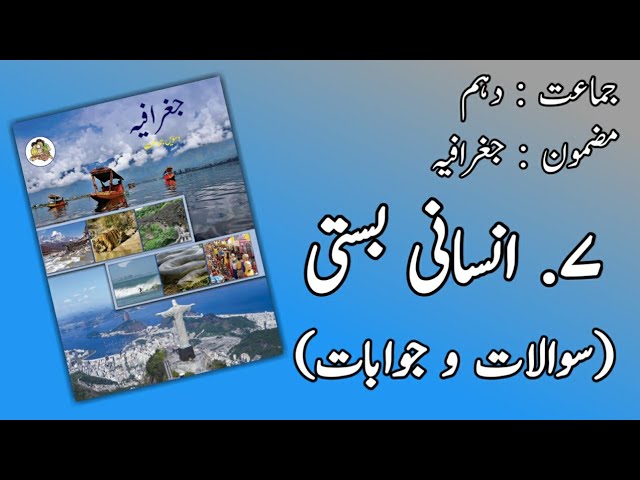 جماعت : دہم
مضمون : جغرافیہ
۷. انسانی بستی
(سوالات و جوابات)
جغرافیہ